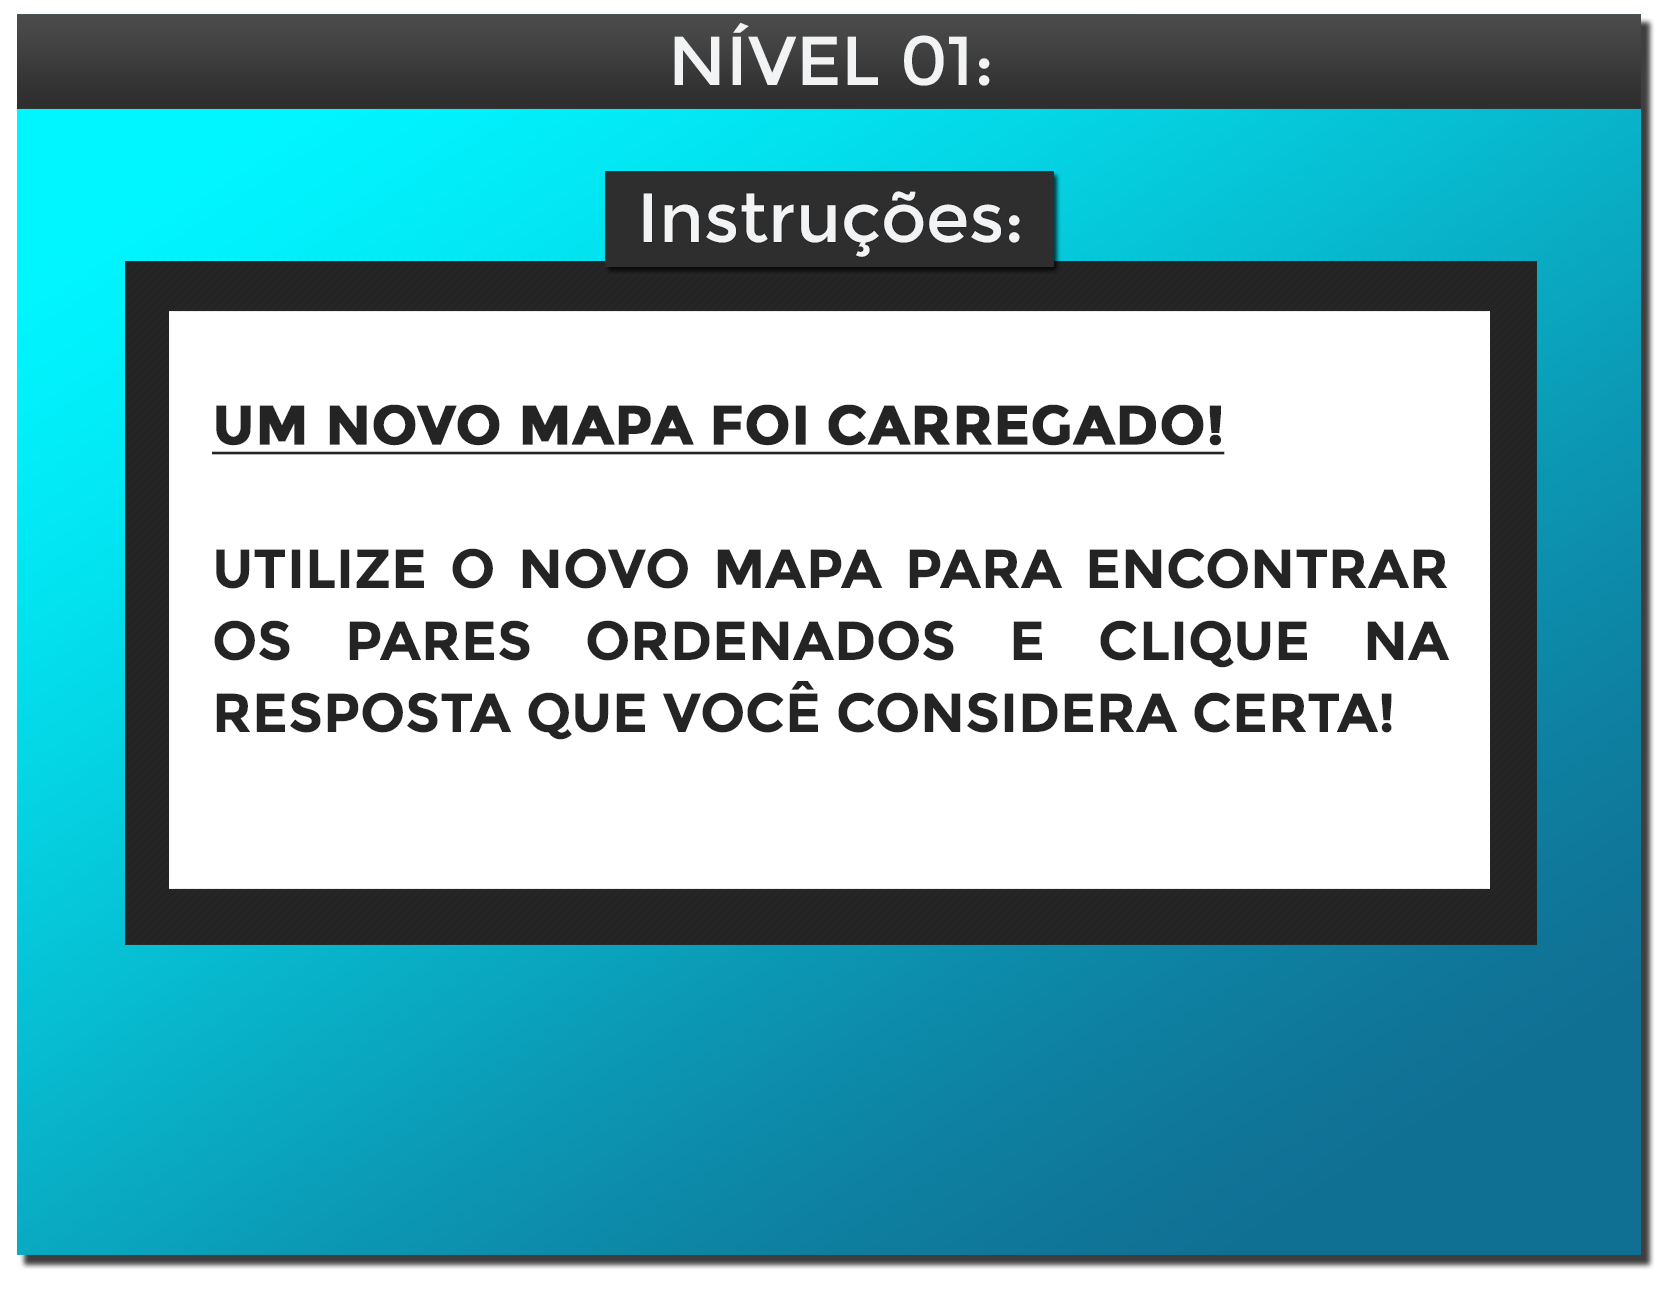 NÍVEL 01:
Instruções:
UM NOVO MAPA FOI CARREGADO!
UTILIZE O NOVO MAPA PARA ENCONTRAR
OS PARES ORDENADOS E CLIQUE NA
RESPOSTA QUE VOCÊ CONSIDERA CERTA!